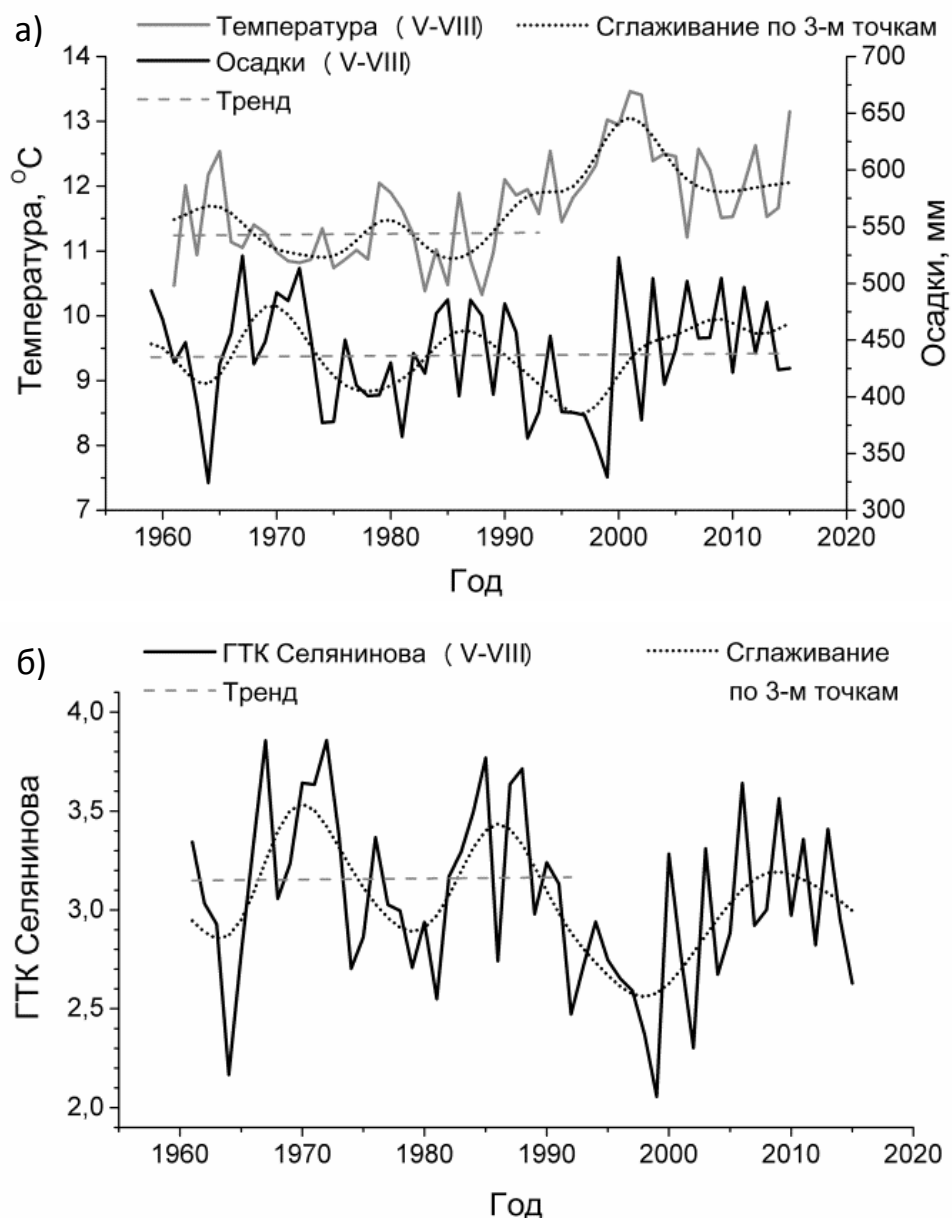 а)
Температура ( V-VIII)
Сглаживание по 3-м точкам
Осадки ( V-VIII)
Тренд
Температура, °C
14
13
12
11
10
9
8
7
700
650
600
550
500
450
400
350
300
Осадки, мм
1960 1970 1980 1990 2000 2010 2020
Год
б)
ГТК Селянинова ( V-VIII)
Сглаживание
по 3-м точкам
Тренд
ГТК Селянинова
4,0
3,5
3,0
2,5
2,0
1960 1970 1980 1990 2000 2010 2020
Год